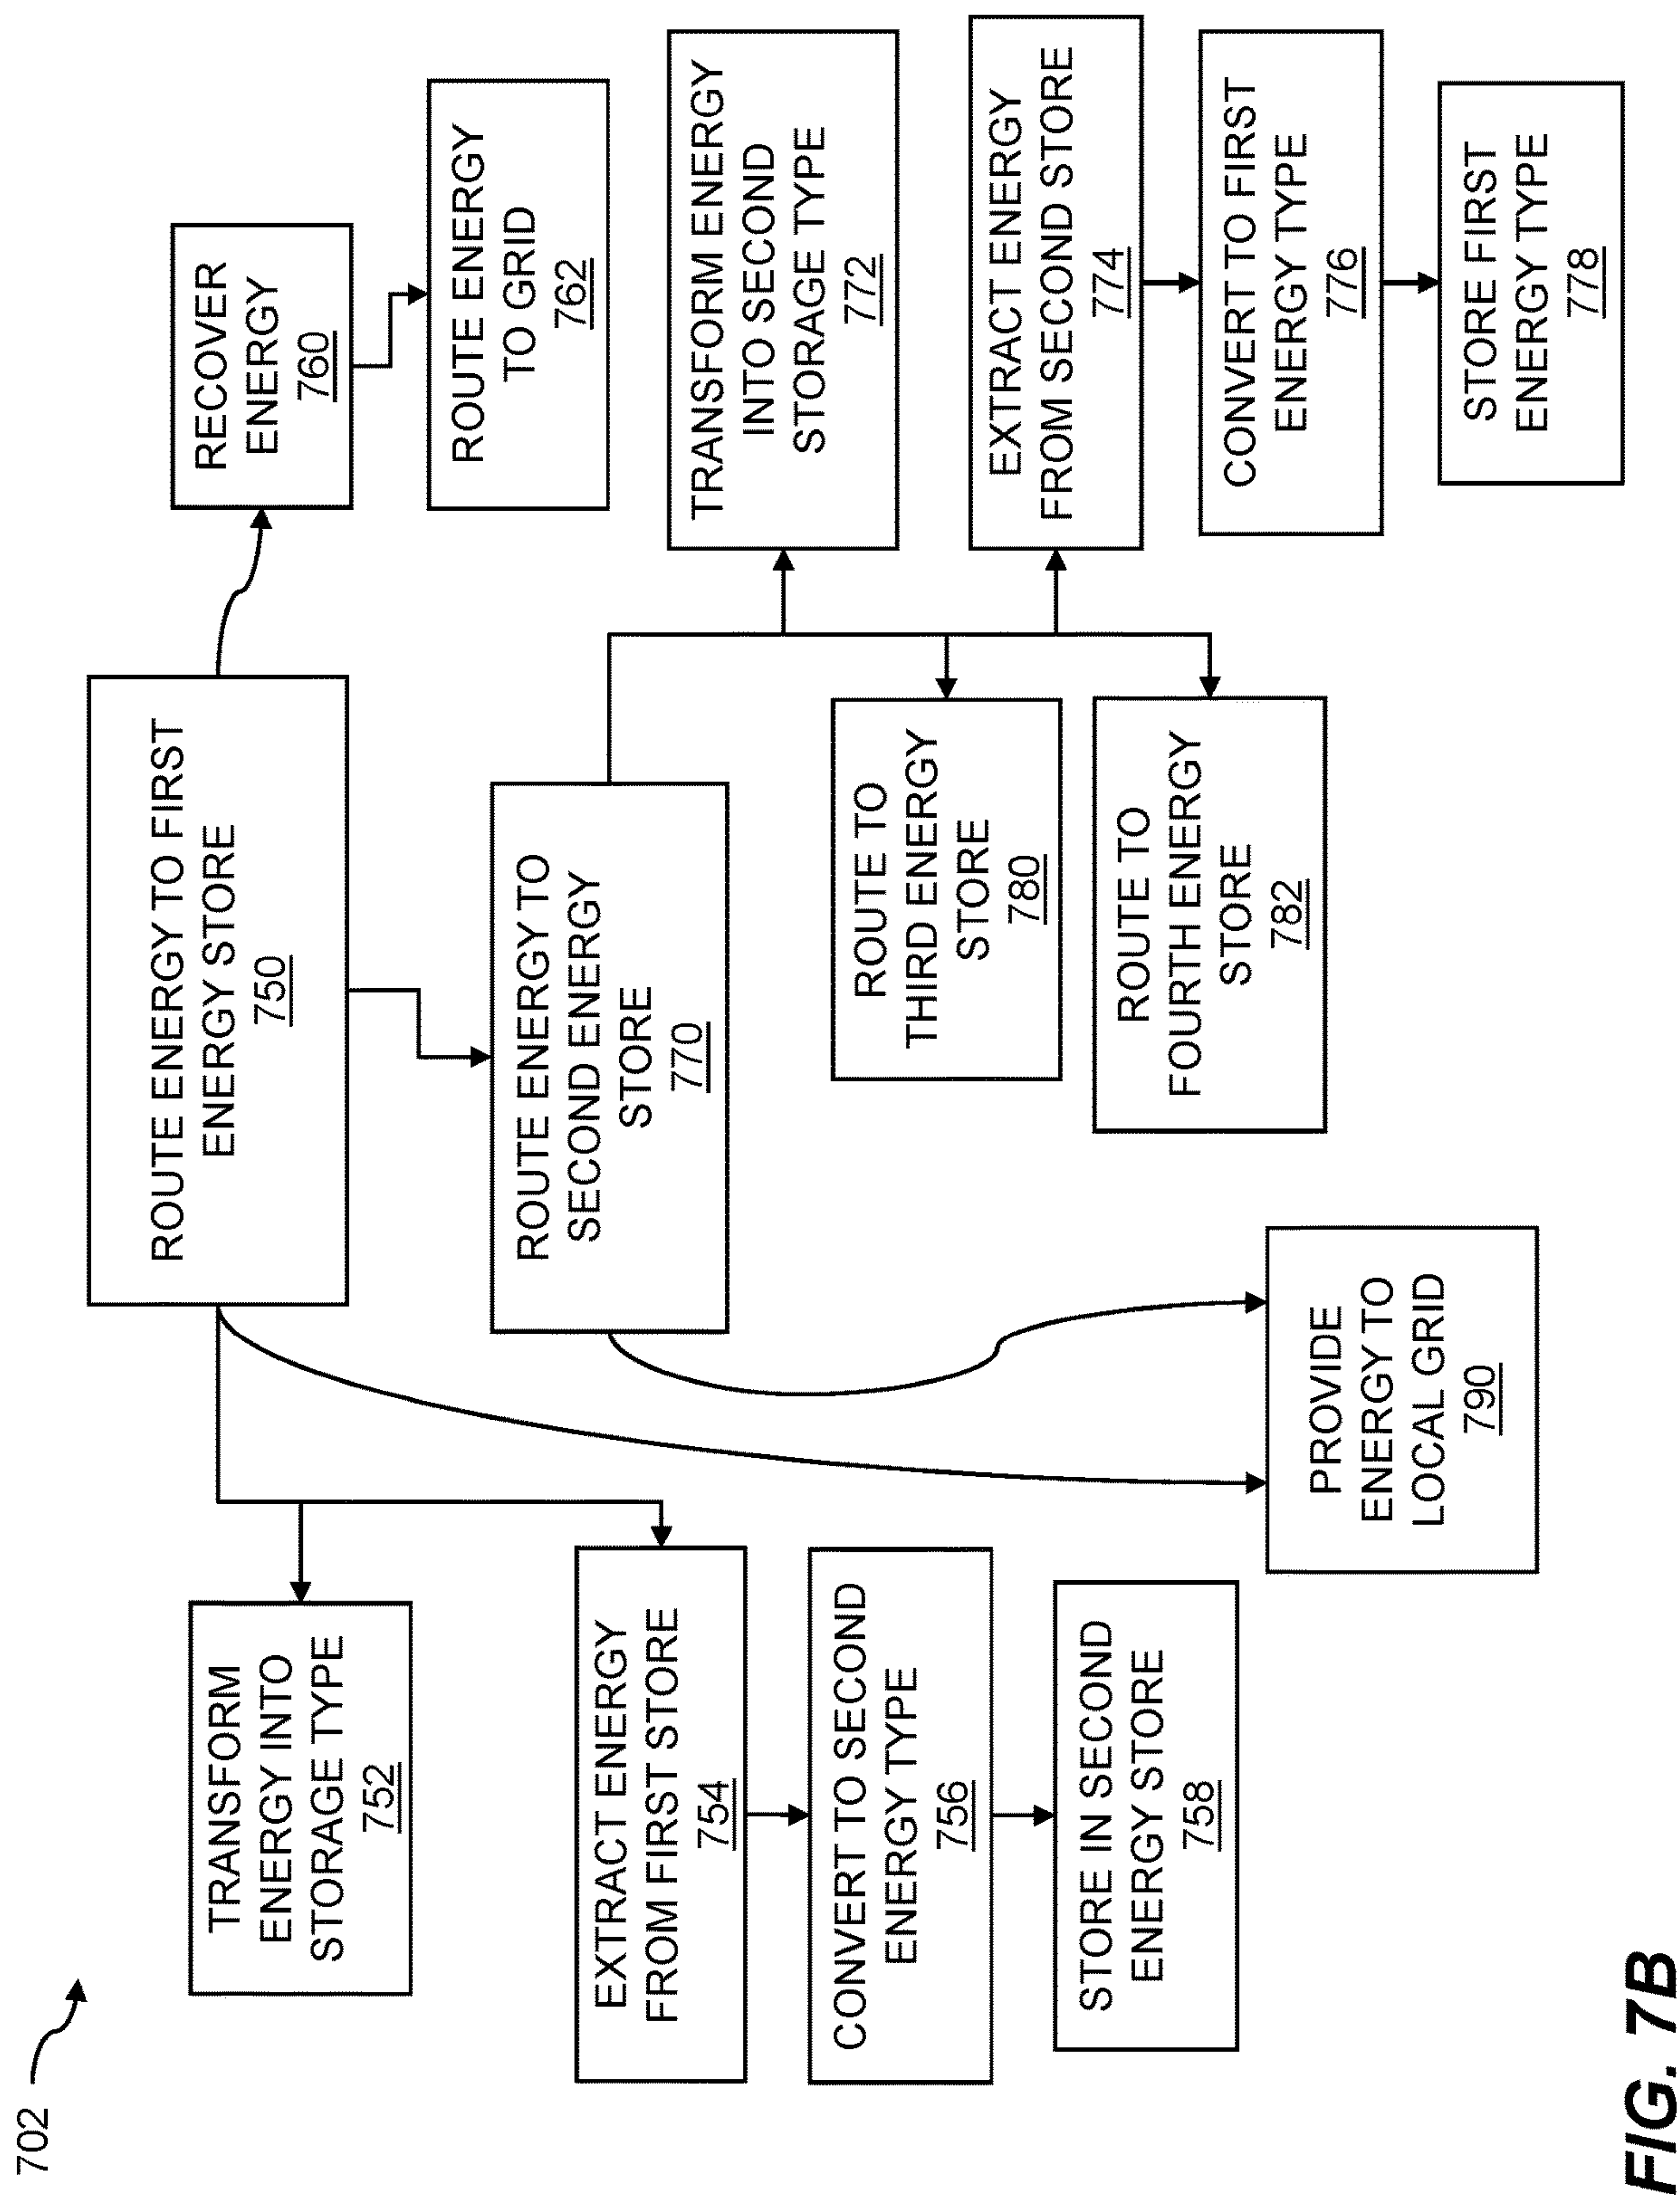 702
ROUTE ENERGY TO FIRST
ENERGY STORE
750
RECOVER
ENERGY
760
ROUTE ENERGY
TO GRID
762
TRANSFORM
ENERGY INTO
STORAGE TYPE
752
EXTRACT ENERGY
FROM FIRST STORE
754
CONVERT TO SECOND
ENERGY TYPE
756
STORE IN SECOND
ENERGY STORE
758
ROUTE ENERGY TO
SECOND ENERGY
STORE
770
TRANSFORM ENERGY
INTO SECOND
STORAGE TYPE
772
EXTRACT ENERGY
FROM SECOND STORE
774
CONVERT TO FIRST
ENERGY TYPE
776
STORE FIRST
ENERGY TYPE
778
ROUTE TO
THIRD ENERGY
STORE
780
ROUTE TO
FOURTH ENERGY
STORE
782
PROVIDE
ENERGY TO
LOCAL GRID
790
FIG. 7B